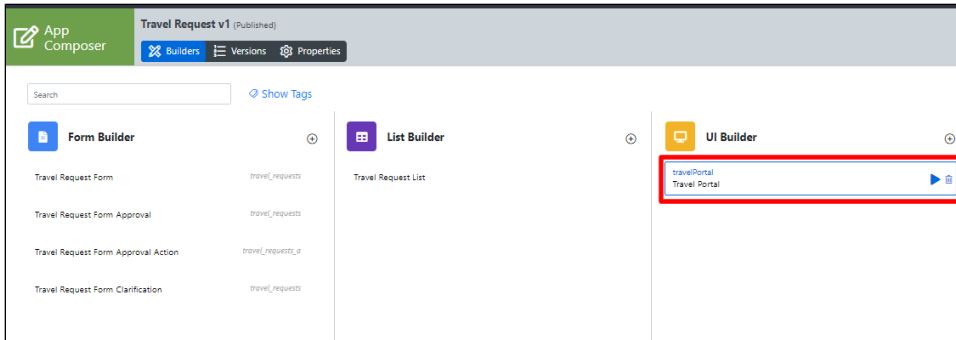 App
Composer
Travel Request v1 (Published)
Builders Versions Properties
Search
Show Tags
Form Builder
Travel Request Form travel_requests
Travel Request Form Approval travel_requests
Travel Request Form Approval Action travel_requests_a
Travel Request Form Clarification travel_requests
List Builder
Travel Request List
UI Builder
travelPortal
Travel Portal